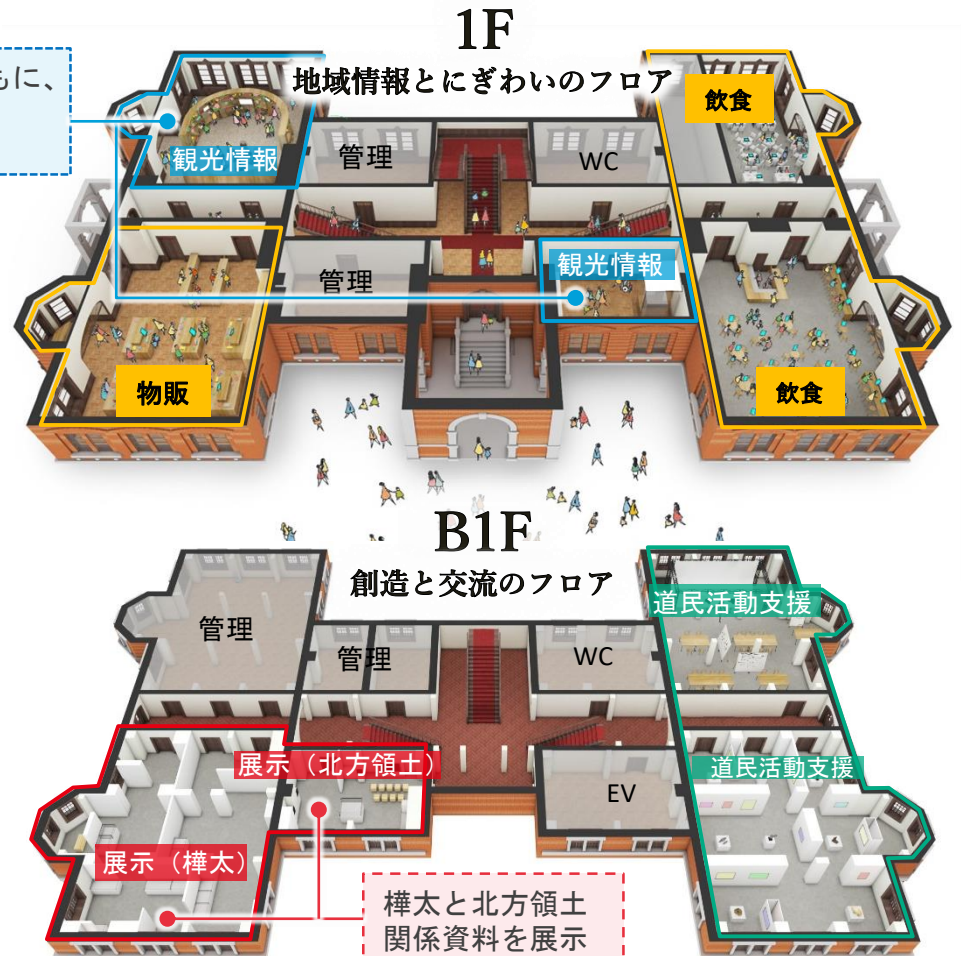 1F
地域情報とにぎわいのフロア
もに、
飲食
観光情報
管理
WC
管理
観光情報
物販
飲食
B1F
創造と交流のフロア
道民活動支援
管理
管理
WC
展示（北方領土）
道民活動支援
EV
展示（樺太）
樺太と北方領土
関係資料を展示